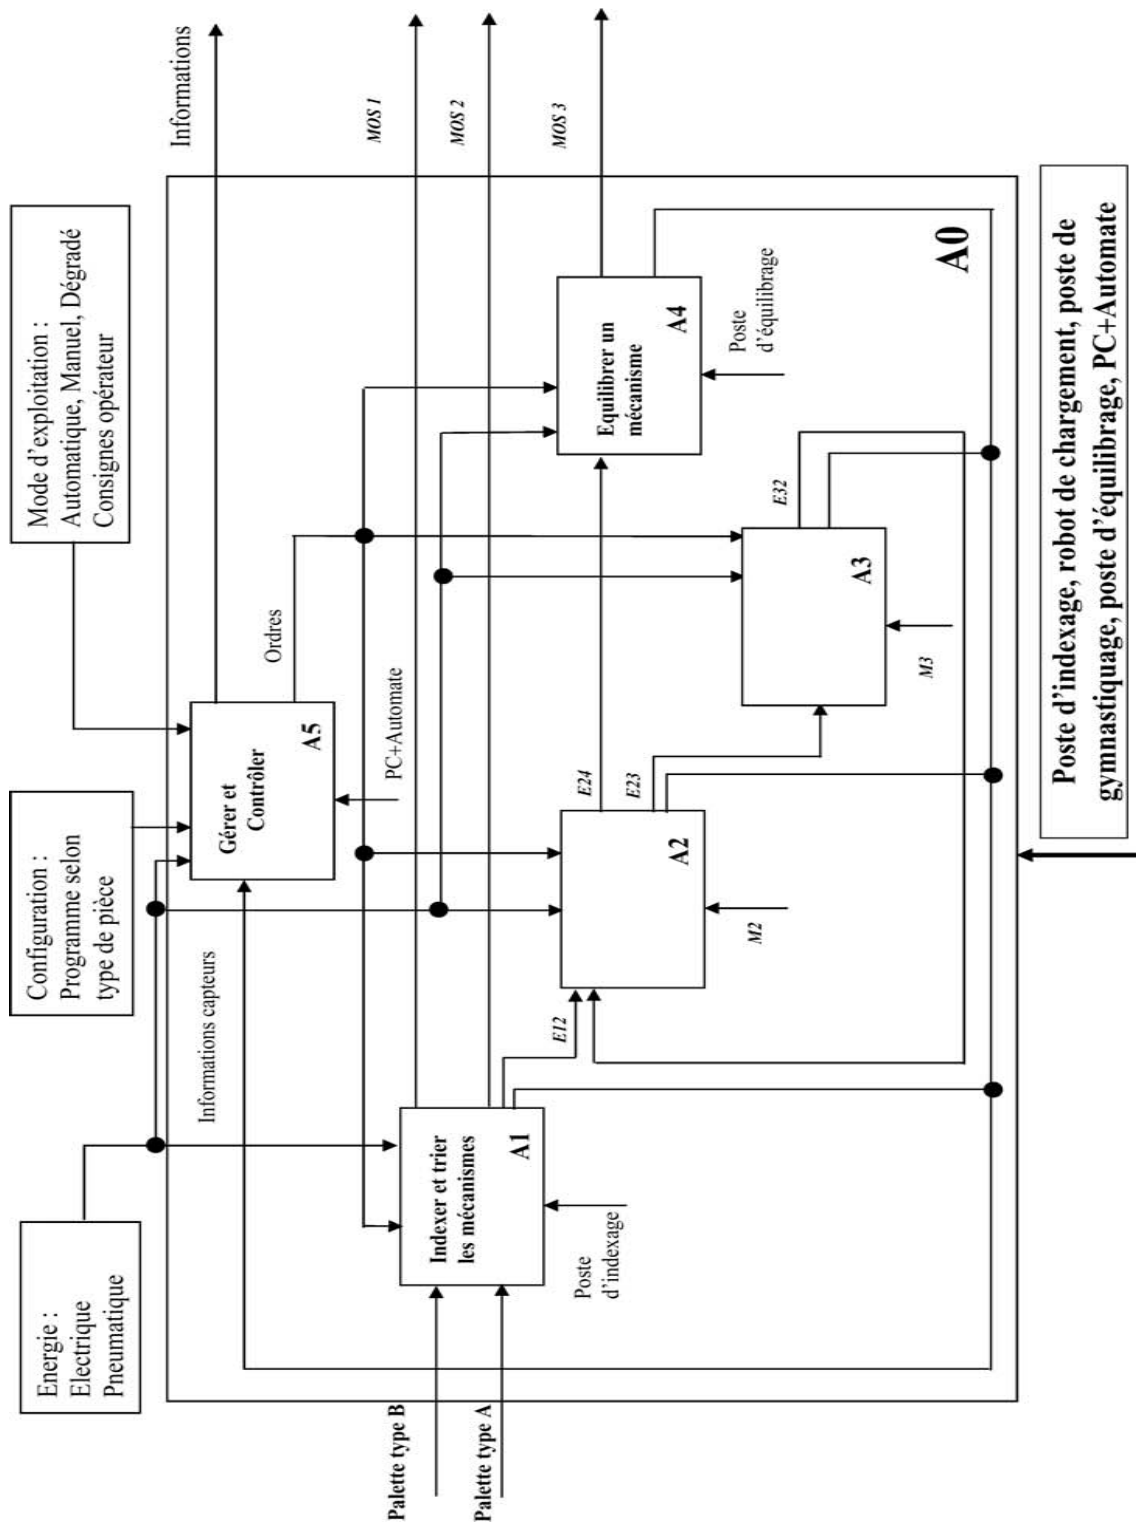 Energie :
Electrique
Pneumatique
Configuration :
Programme selon
type de pièce
Mode d'exploitation :
Automatique, Manuel, Dégradé
Consignes opérateur
Informations
Gérer et
Contrôler
A5
Ordres
Informations capteurs
PC+Automate
MOS 1
MOS 2
MOS 3
Palette type B
Palette type A
Indexer et trier
les mécanismes
A1
Poste
d'indexage
E12
A2
M2
E24
E23
A3
M3
E32
Equilibrer un
mécanisme
A4
Poste
d'équilibrage
A0
Poste d'indexage, robot de chargement, poste de
gymnastiquage, poste d'équilibrage, PC+Automate